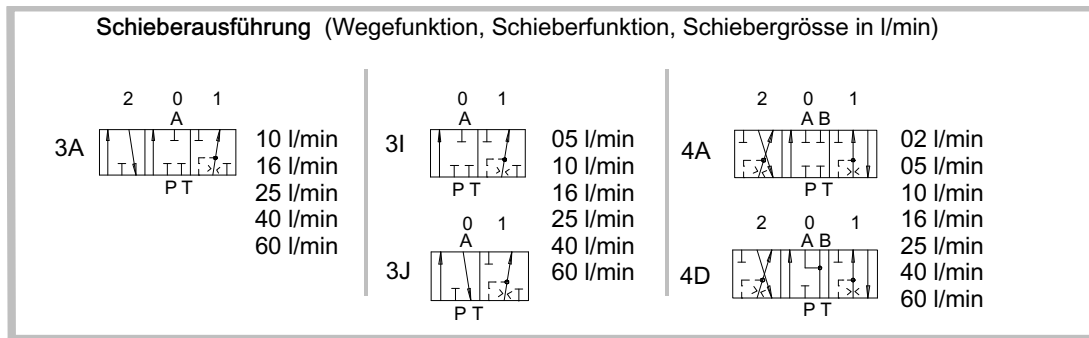 Schieberausführung (Wegefunktion, Schieberfunktion, Schiebergrösse in l/min)
2 0 1
A
3A
P T
10 l/min
16 l/min
25 l/min
40 l/min
60 l/min
0 1
A
3I
P T
0 1
A
3J
P T
05 l/min
10 l/min
16 l/min
25 l/min
40 l/min
60 l/min
2 0 1
A B
4A
P T
2 0 1
A B
4D
P T
02 l/min
05 l/min
10 l/min
16 l/min
25 l/min
40 l/min
60 l/min